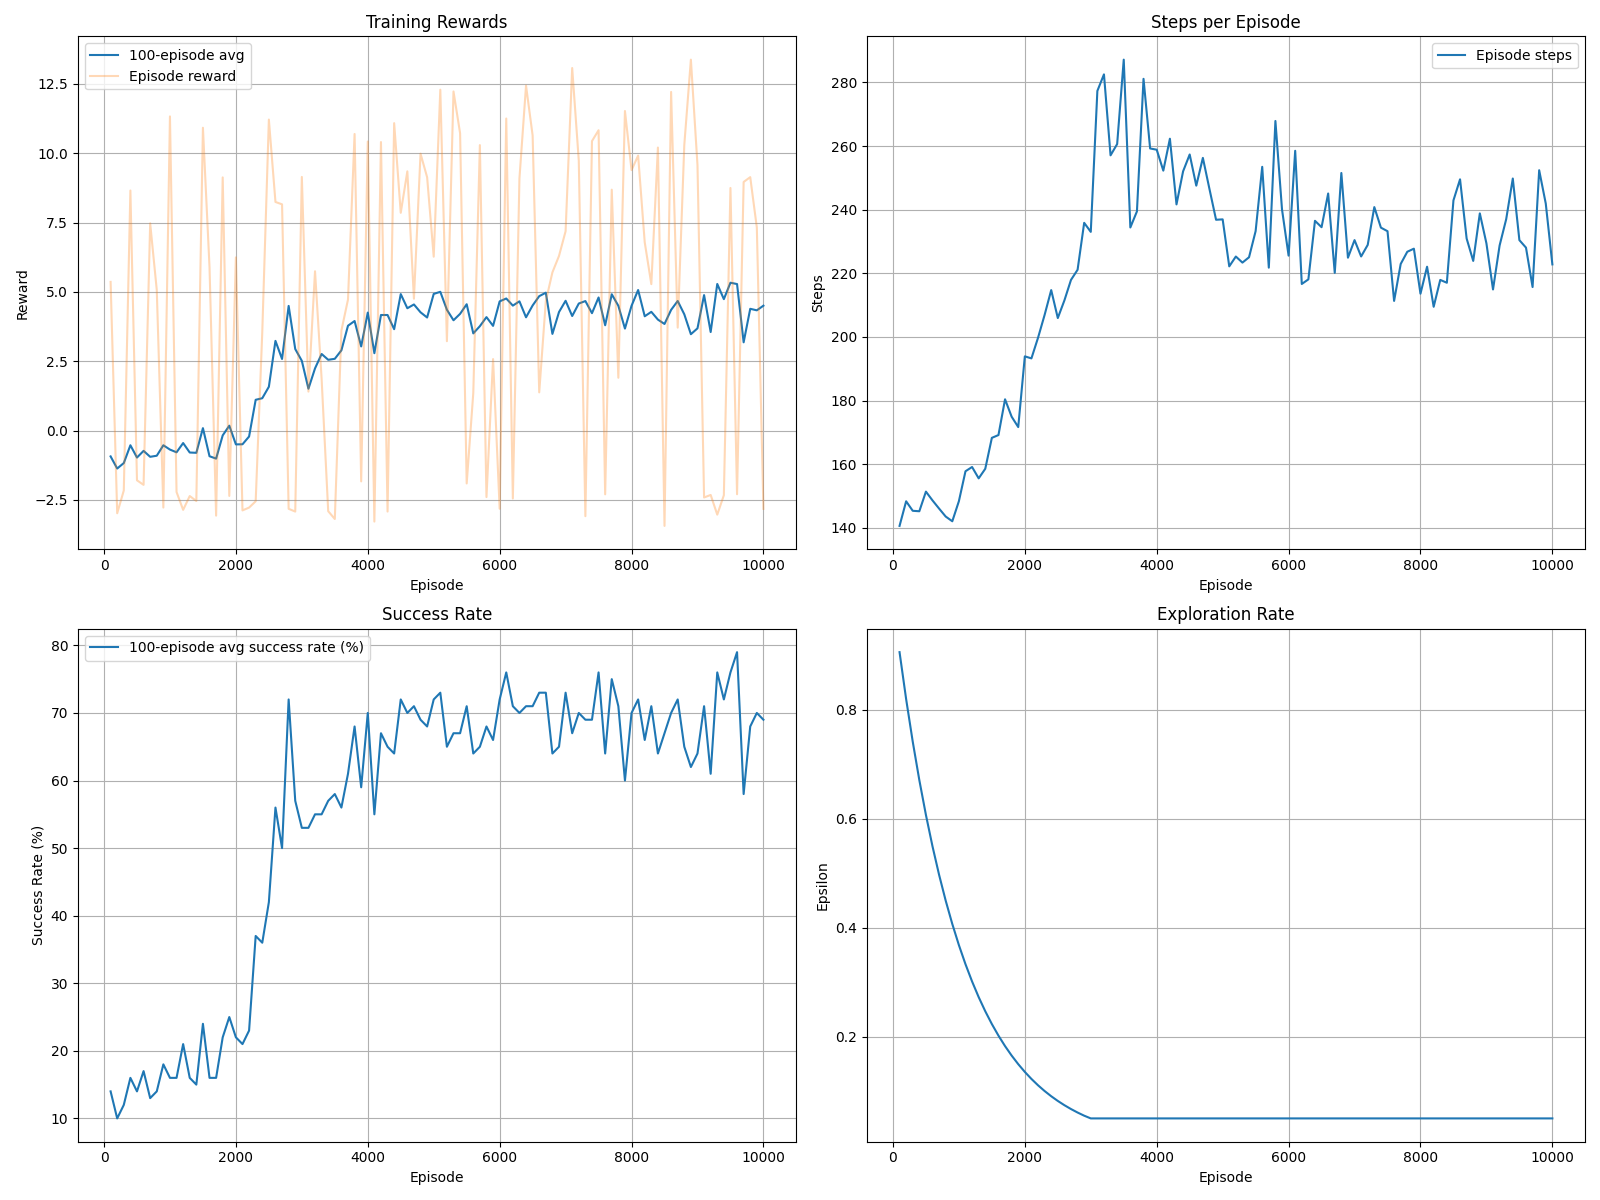 Training Rewards
100-episode avg
Episode reward
12.5
10.0
7.5
5.0
2.5
0.0
−2.5
Reward
0 2000 4000 6000 8000 10000
Episode
Steps per Episode
Episode steps
280
260
240
220
200
180
160
140
Steps
0 2000 4000 6000 8000 10000
Episode
Success Rate
100-episode avg success rate (%)
80
70
60
50
40
30
20
10
Success Rate (%)
0 2000 4000 6000 8000 10000
Episode
Exploration Rate
0.8
0.6
0.4
0.2
Epsilon
0 2000 4000 6000 8000 10000
Episode